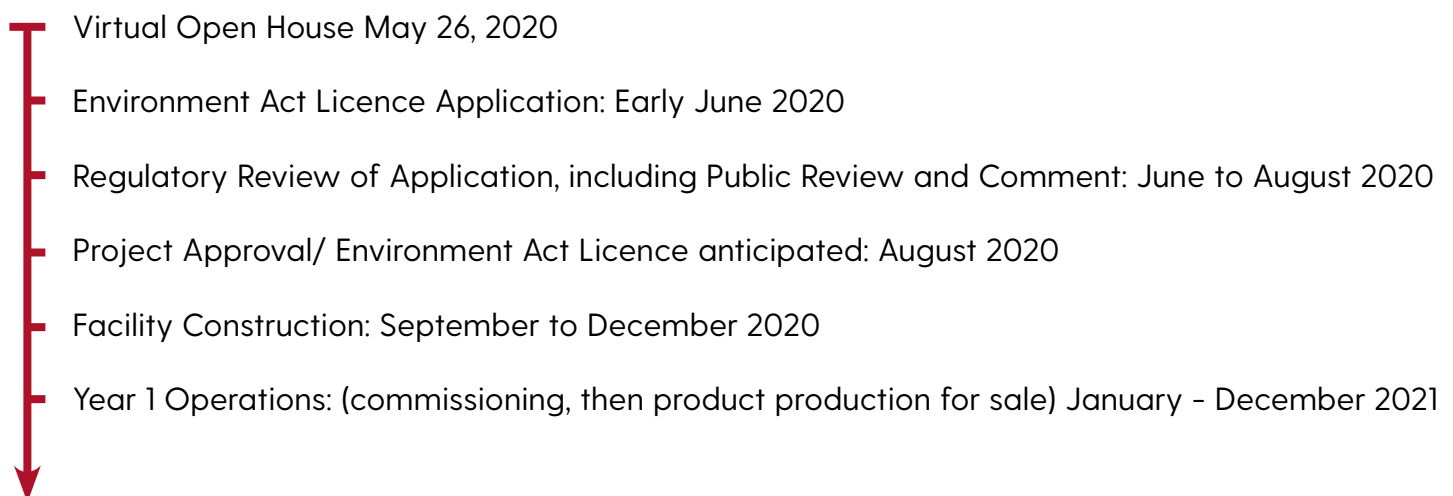 Virtual Open House May 26, 2020
Environment Act Licence Application: Early June 2020
Regulatory Review of Application, including Public Review and Comment: June to August 2020
Project Approval/ Environment Act Licence anticipated: August 2020
Facility Construction: September to December 2020
Year 1 Operations: (commissioning, then product production for sale) January - December 2021